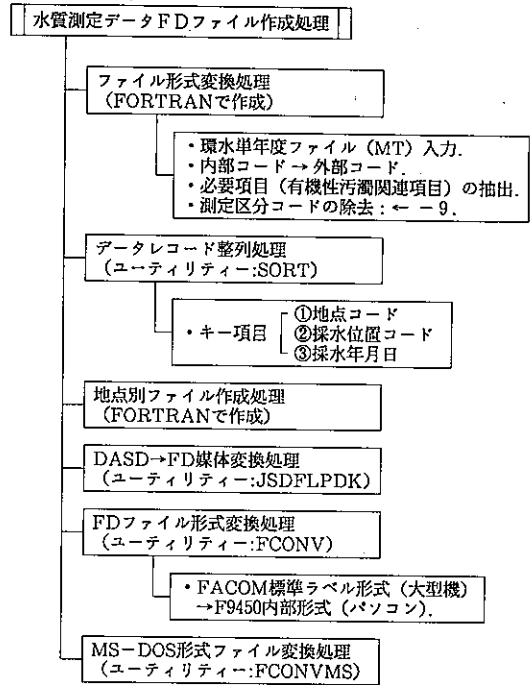 水質測定データFDファイル作成処理
ファイル形式変換処理
(FORTRANで作成)
・環水単年度ファイル（MT）入力.
・内部コード→外部コード.
・必要項目（有機性汚濁関連項目）の抽出.
・測定区分コードの除去：←－9.
データレコード整列処理
(ユーティリティー:SORT)
・キー項目
①地点コード
②採水位置コード
③採水年月日
地点別ファイル作成処理
(FORTRANで作成)
DASD→FD媒体変換処理
(ユーティリティー:JSDFLPDK)
FDファイル形式変換処理
(ユーティリティー:FCONV)
・FACOM標準ラベル形式（大型機）
→F9450内部形式（パソコン）.
MS－DOS形式ファイル変換処理
(ユーティリティー:FCONVMS)